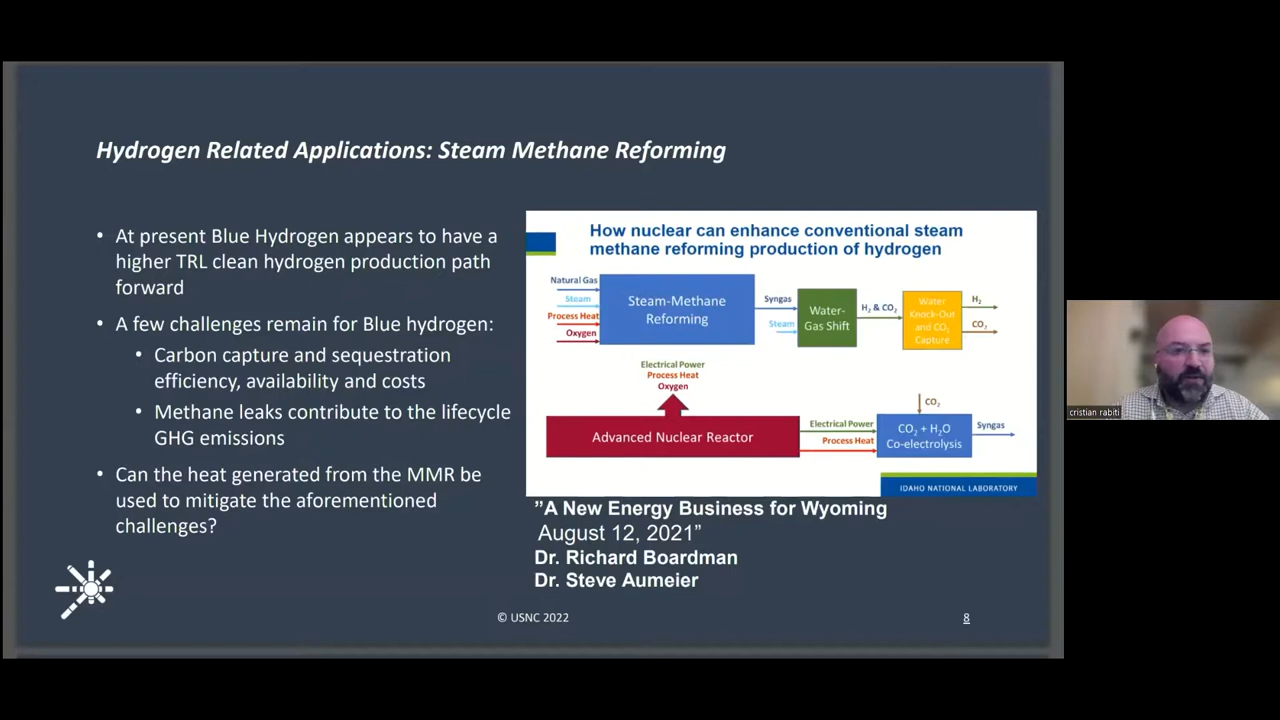 Hydrogen Related Applications: Steam Methane Reforming
• At present Blue Hydrogen appears to have a
higher TRL clean hydrogen production path
forward
• A few challenges remain for Blue hydrogen:
• Carbon capture and sequestration
efficiency, availability and costs
• Methane leaks contribute to the lifecycle
GHG emissions
• Can the heat generated from the MMR be
used to mitigate the aforementioned
challenges?
How nuclear can enhance conventional steam
methane reforming production of hydrogen
Natural Gas
Steam
Process Heat
Oxygen
Steam-Methane
Reforming
Syngas
Steam
Water-
Gas Shift
H₂ & CO₂
Water
Knock-Out
and CO₂
Capture
H₂
CO₂
Electrical Power
Process Heat
Oxygen
Advanced Nuclear Reactor
Electrical Power
Process Heat
CO₂
CO₂ + H₂O
Co-electrolysis
Syngas
IDAHO NATIONAL LABORATORY
”A New Energy Business for Wyoming
August 12, 2021”
Dr. Richard Boardman
Dr. Steve Aumeier
© USNC 2022
8
cristian rabiti